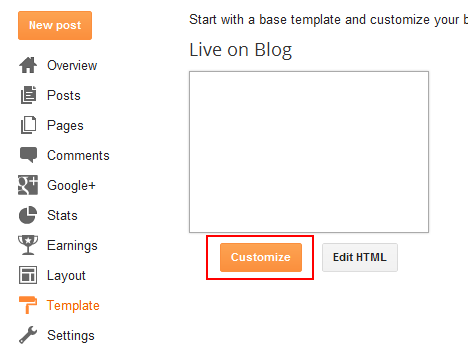 New post
Overview
Posts
Pages
Comments
Google+
Stats
Earnings
Layout
Template
Settings
Start with a base template and customize your b
Live on Blog
Customize
Edit HTML